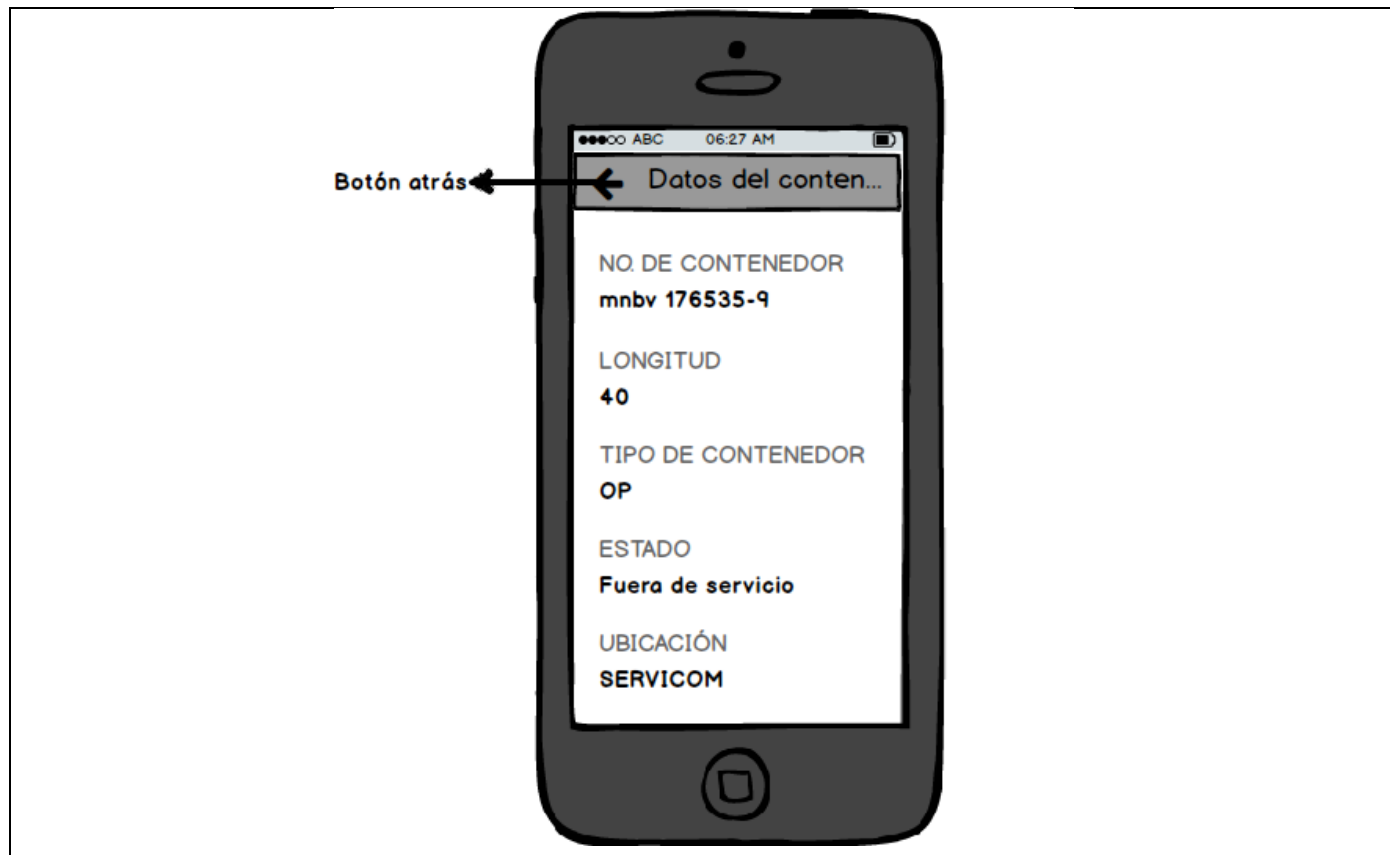 ABC 06:27 AM
Botón atrás
Datos del conten...
NO. DE CONTENEDOR
mnbv 176535-9
LONGITUD
40
TIPO DE CONTENEDOR
OP
ESTADO
Fuera de servicio
UBICACIÓN
SERVICOM